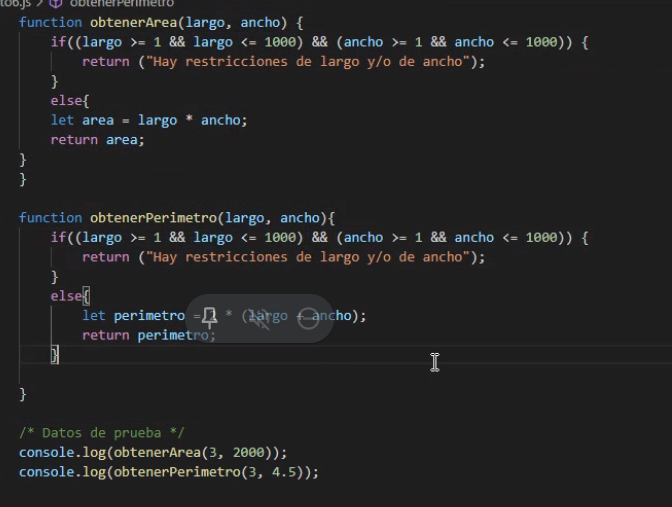 to6.js > obtenerPerimetro
function obtenerArea(largo, ancho) {
    if((largo >= 1 && largo <= 1000) && (ancho >= 1 && ancho <= 1000)) {
        return ("Hay restricciones de largo y/o de ancho");
    }
    else{
    let area = largo * ancho;
    return area;
}
}
function obtenerPerimetro(largo, ancho){
    if((largo >= 1 && largo <= 1000) && (ancho >= 1 && ancho <= 1000)) {
        return ("Hay restricciones de largo y/o de ancho");
    }
    else{
        let perimetro = * (largo ancho);
        return perimetro;
    }
}
/* Datos de prueba */
console.log(obtenerArea(3, 2000));
console.log(obtenerPerimetro(3, 4.5));